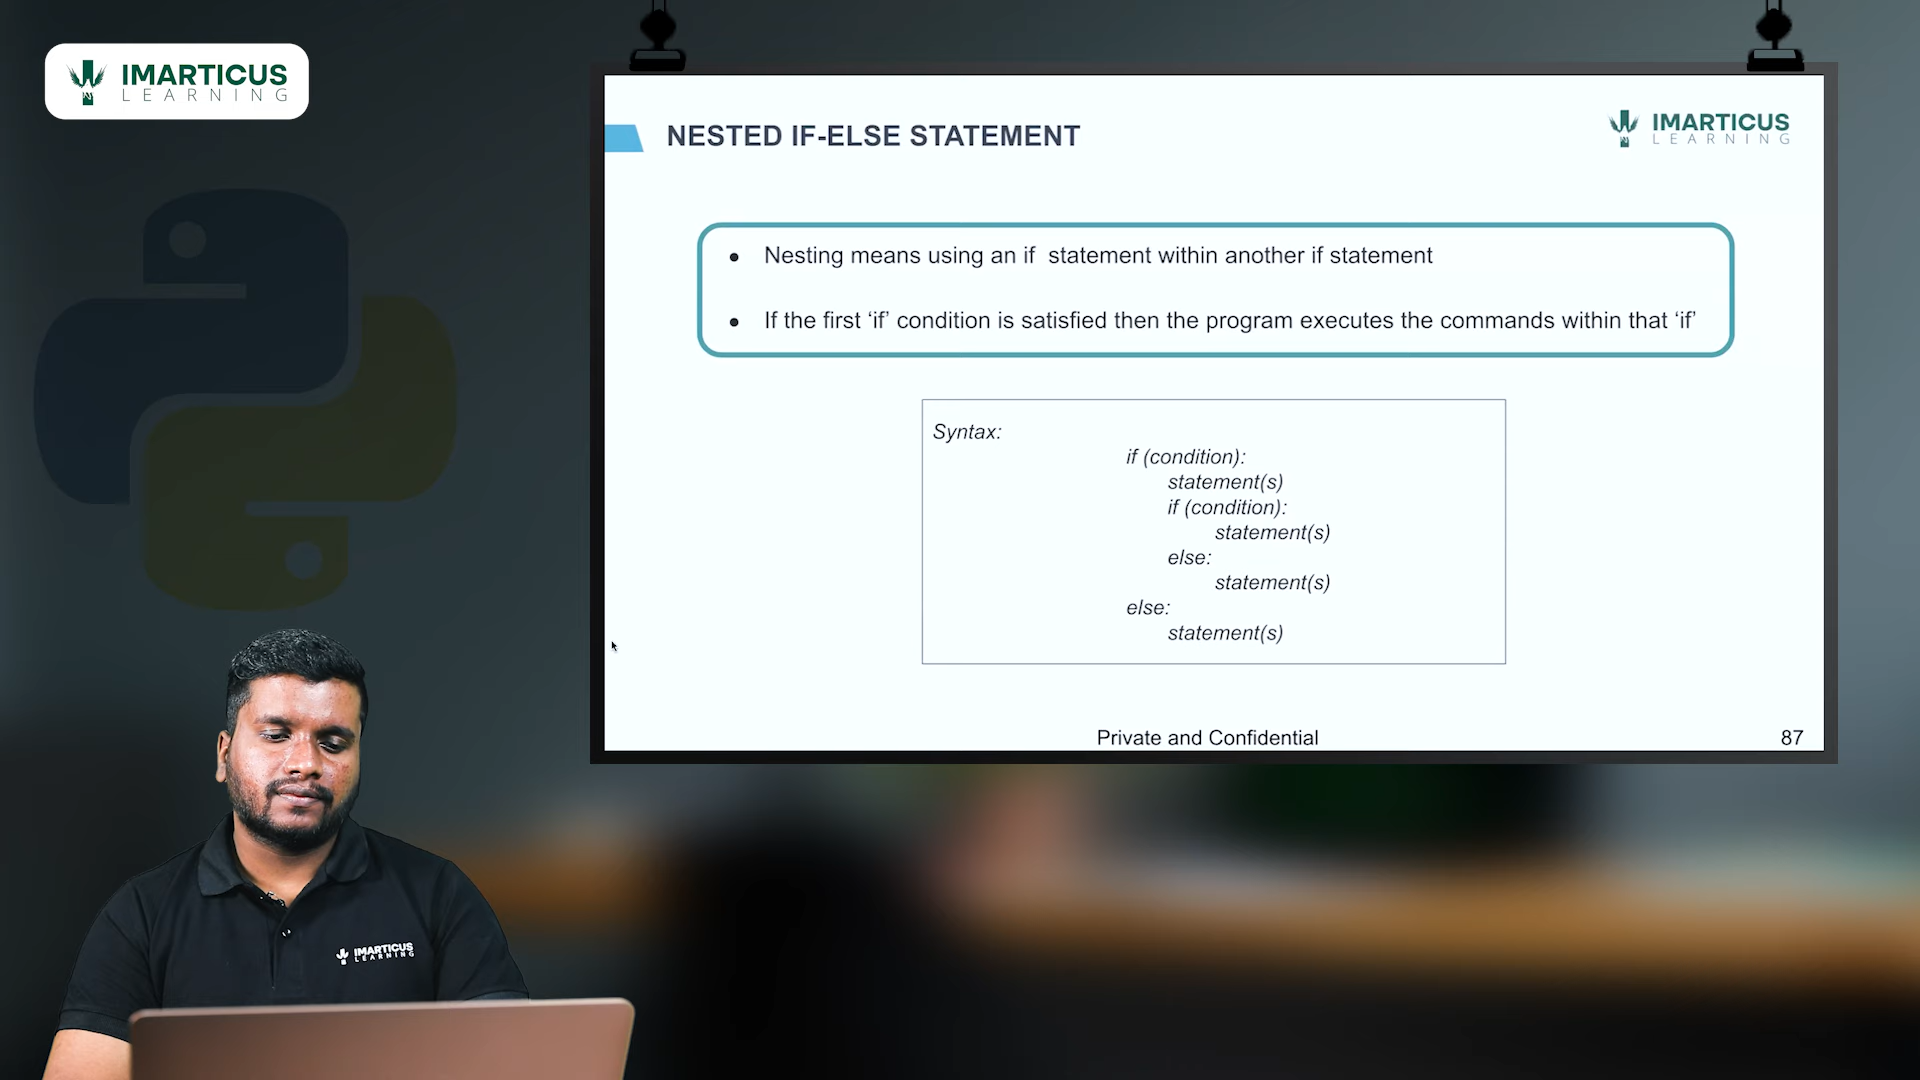 IMARTICUS
LEARNING
NESTED IF-ELSE STATEMENT
IMARTICUS
LEARNING
● Nesting means using an if  statement within another if statement
● If the first ‘if’ condition is satisfied then the program executes the commands within that ‘if’
Syntax:
if (condition):
statement(s)
if (condition):
statement(s)
else:
statement(s)
else:
statement(s)
Private and Confidential
87
IMARTICUS
LEARNING